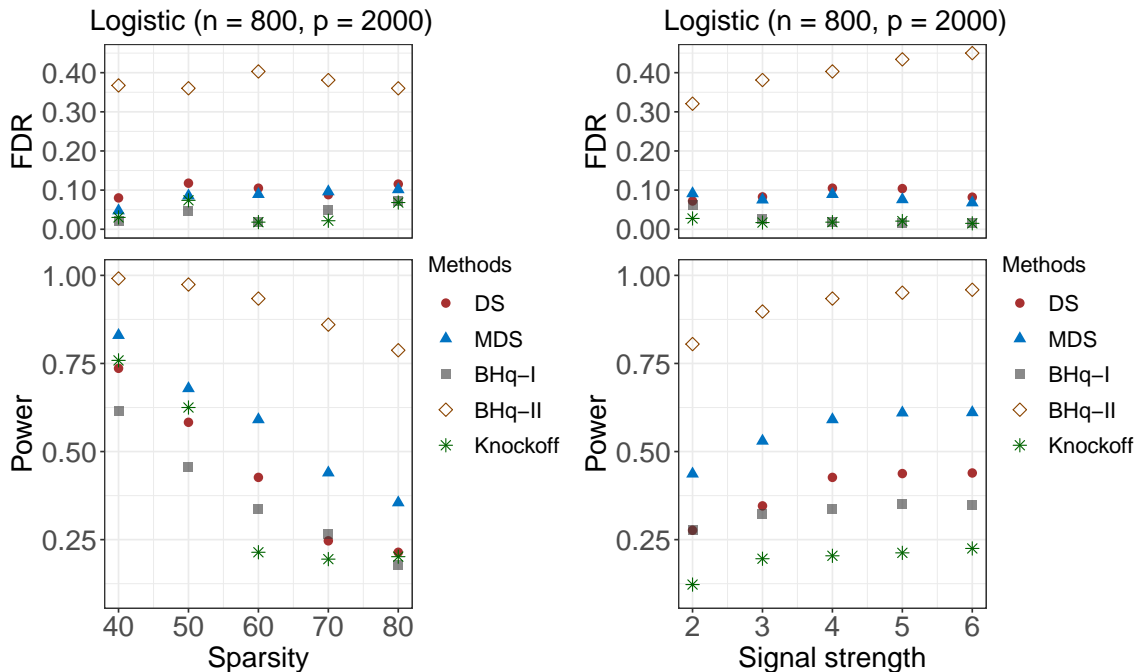 Logistic (n = 800, p = 2000)
FDR
0.40
0.30
0.20
0.10
0.00
Power
1.00
0.75
0.50
0.25
40 50 60 70 80
Sparsity
Methods
DS
MDS
BHq−I
BHq−II
Knockoff
Logistic (n = 800, p = 2000)
FDR
0.40
0.30
0.20
0.10
0.00
Power
1.00
0.75
0.50
0.25
2 3 4 5 6
Signal strength
Methods
DS
MDS
BHq−I
BHq−II
Knockoff